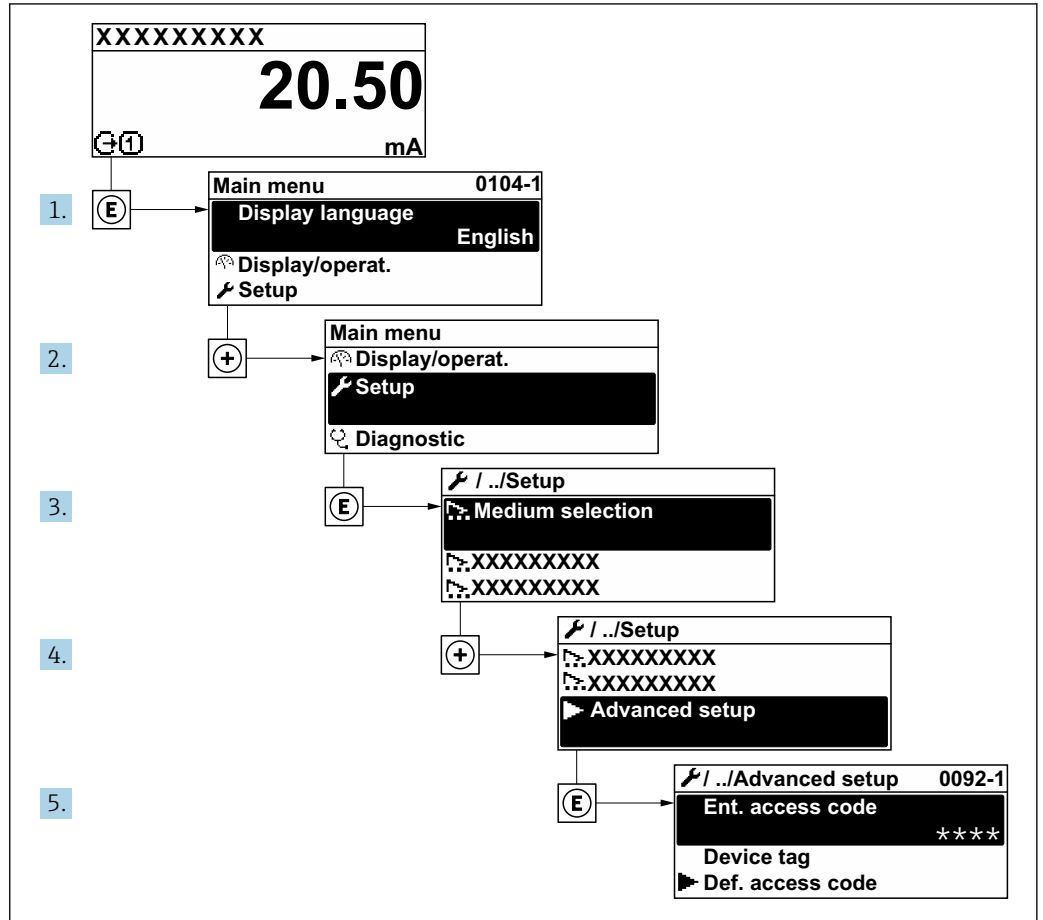 XXXXXXXXX
20.50
mA
1.
E
Main menu 0104-1
Display language
English
Display/operat.
Setup
2.
+
Main menu
Display/operat.
Setup
Diagnostic
3.
E
/ ../Setup
Medium selection
XXXXXXXXX
XXXXXXXXX
4.
+
/ ../Setup
XXXXXXXXX
XXXXXXXXX
Advanced setup
5.
E
/ ../Advanced setup 0092-1
Ent. access code
****
Device tag
Def. access code